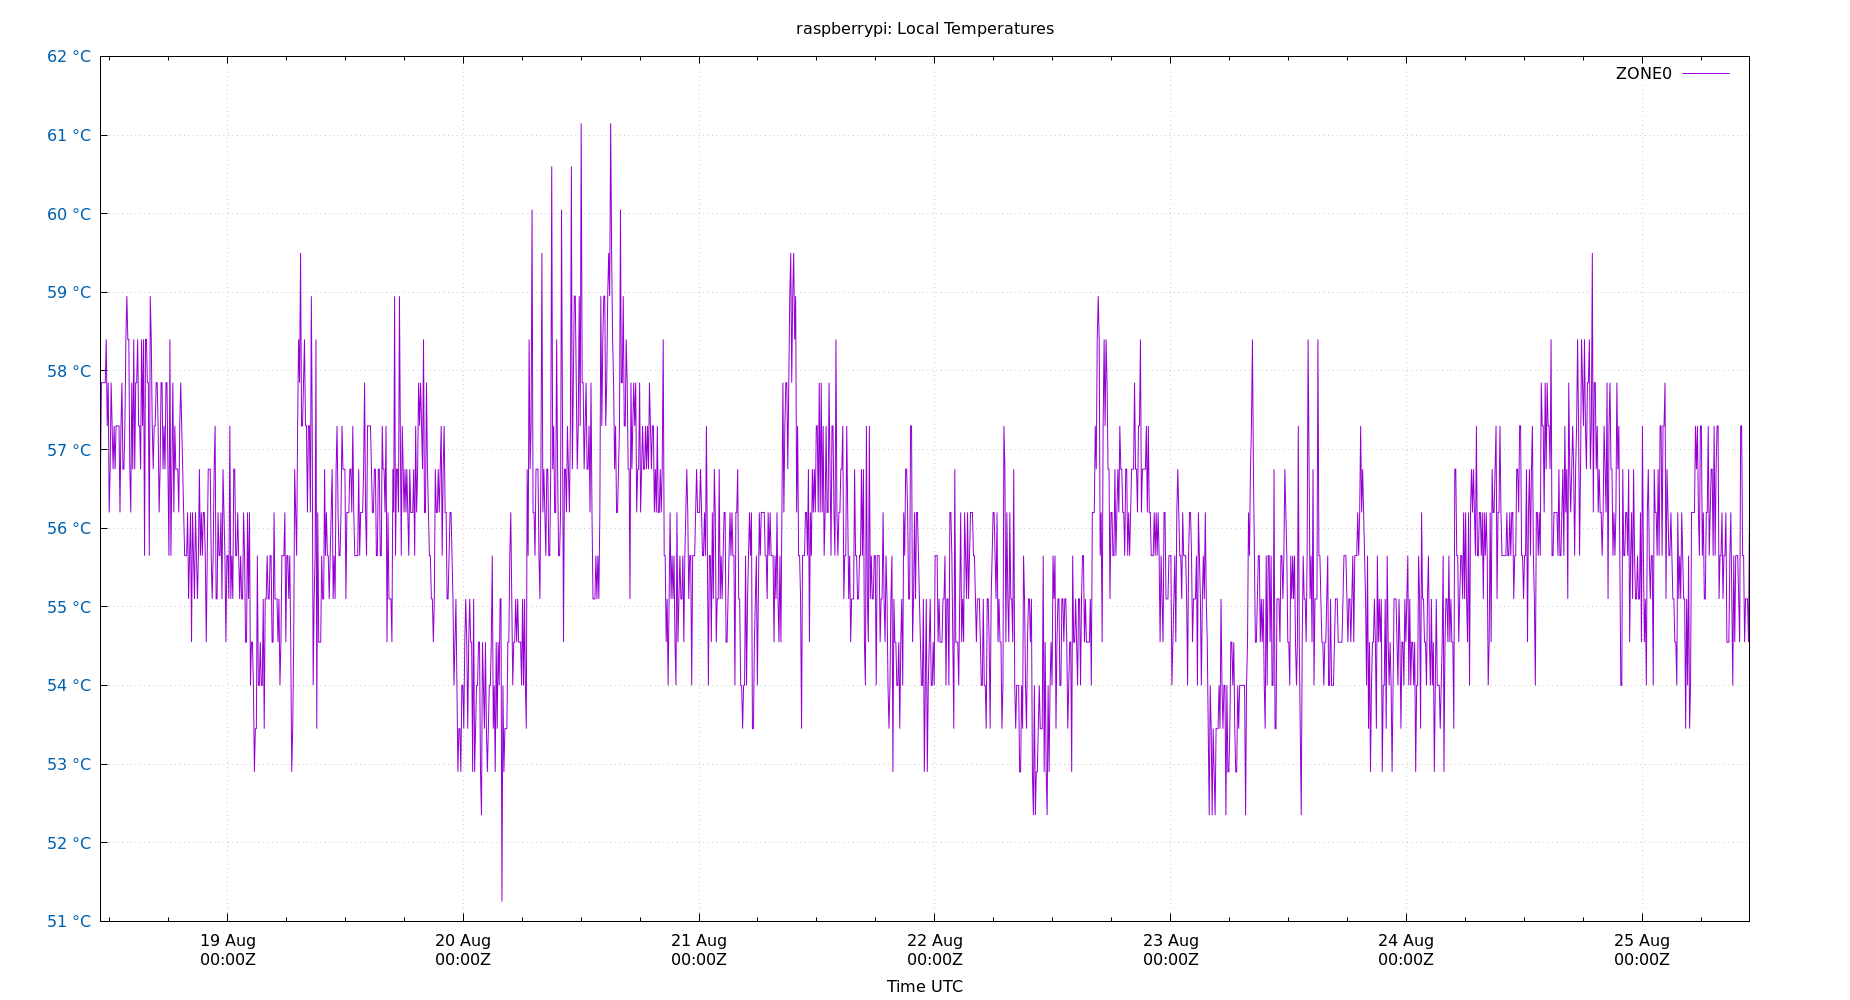 raspberrypi: Local Temperatures
62 °C
61 °C
60 °C
59 °C
58 °C
57 °C
56 °C
55 °C
54 °C
53 °C
52 °C
51 °C
ZONE0
19 Aug
00:00Z
20 Aug
00:00Z
21 Aug
00:00Z
22 Aug
00:00Z
23 Aug
00:00Z
24 Aug
00:00Z
25 Aug
00:00Z
Time UTC